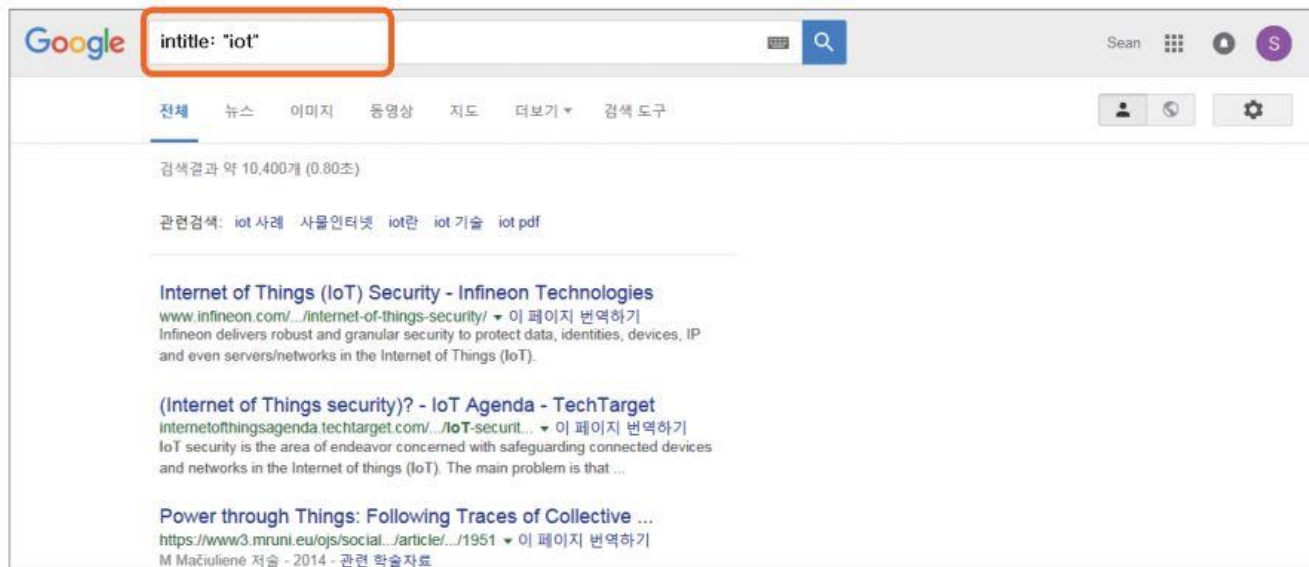 Google
intitle: "iot"
Sean
S
전체 뉴스 이미지 동영상 지도 더보기 검색 도구
검색결과 약 10,400개 (0.80초)
관련검색: iot 사례 사물인터넷 iot란 iot 기술 iot pdf
Internet of Things (IoT) Security - Infineon Technologies
www.infineon.com/.../internet-of-things-security/ 이 페이지 번역하기
Infineon delivers robust and granular security to protect data, identities, devices, IP
and even servers/networks in the Internet of Things (IoT).
(Internet of Things security)? - IoT Agenda - TechTarget
internetofthingsagenda.techtarget.com/.../IoT-securit... 이 페이지 번역하기
IoT security is the area of endeavor concerned with safeguarding connected devices
and networks in the Internet of things (IoT). The main problem is that ...
Power through Things: Following Traces of Collective ...
https://www3.mruni.eu/ojs/social.../article/.../1951 이 페이지 번역하기
M Mačiuliene 저술 - 2014 - 관련 학술자료